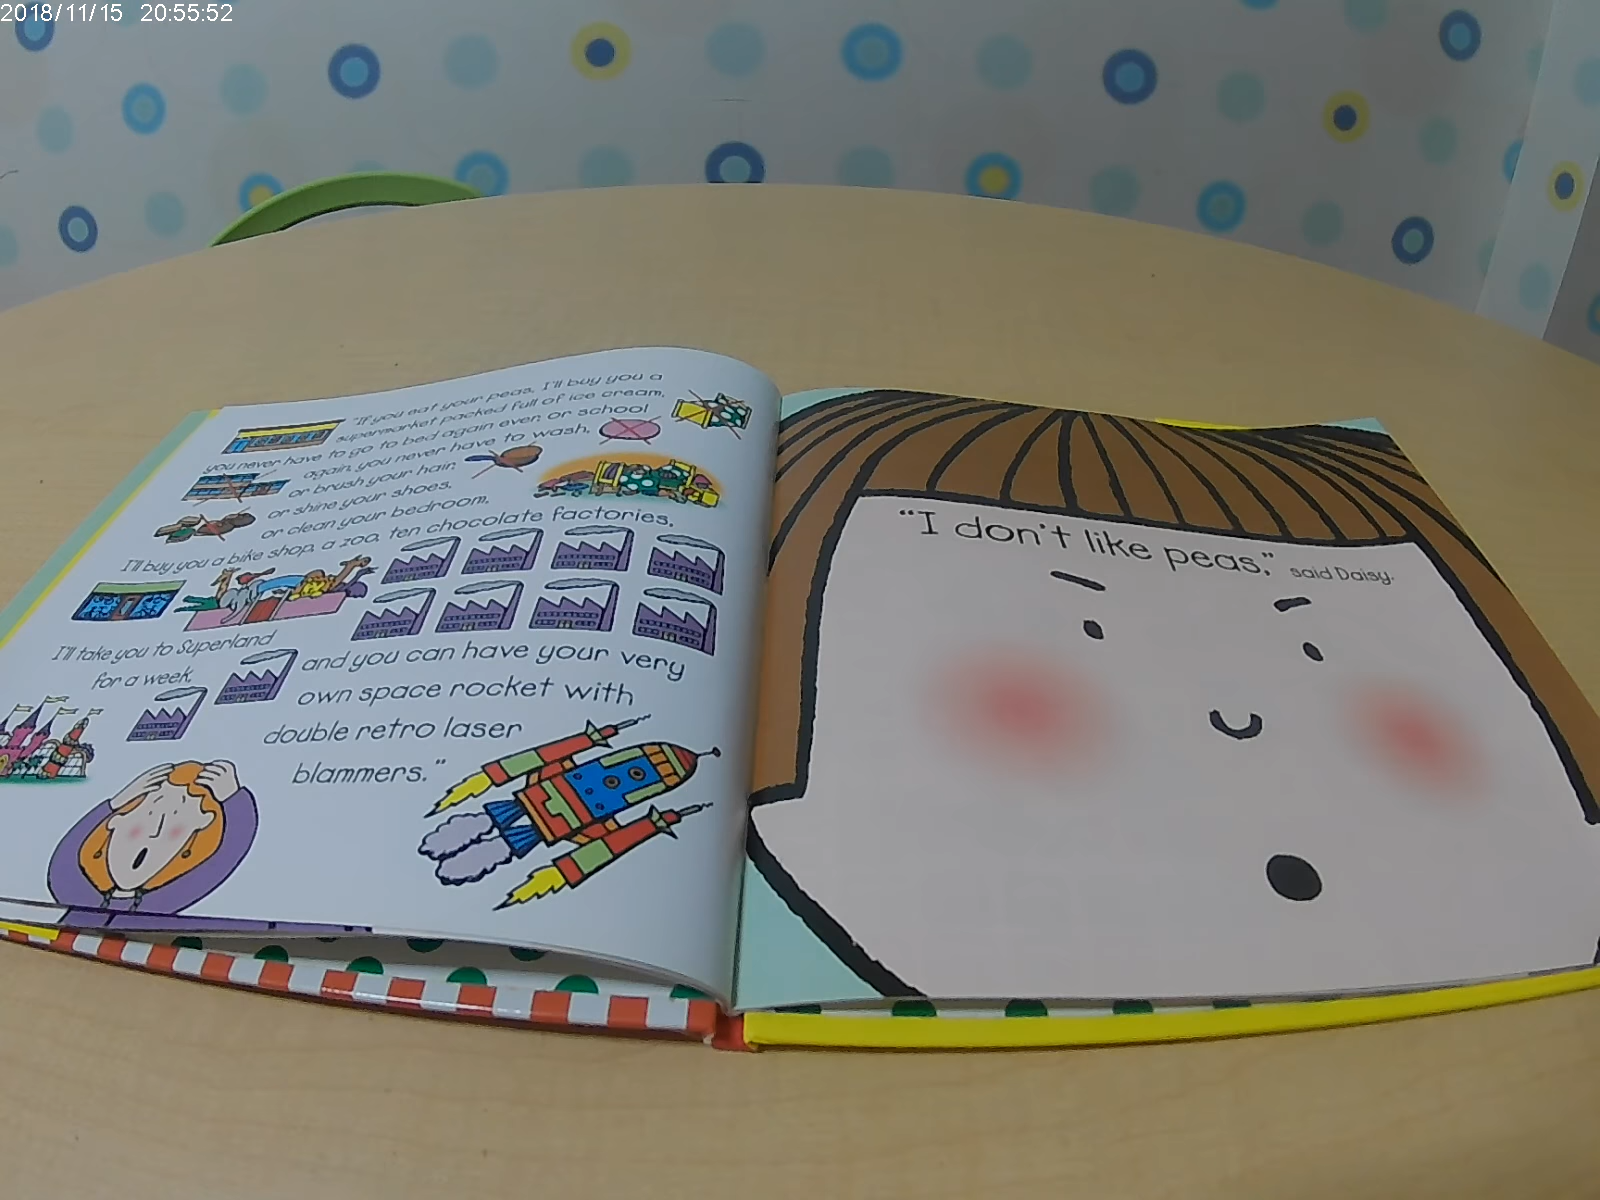 2018/11/15 20:55:52
"If you eat your peas, I'll buy you a
supermarket packed full of ice cream,
you never have to go to bed again ever, or school
again, you never have to wash,
or brush your hair,
or shine your shoes,
or clean your bedroom,
I'll buy you a bike shop, a zoo, ten chocolate factories,
I'll take you to Superland
for a week,
and you can have your very
own space rocket with
double retro laser
blammers."
"I don't like peas," said Daisy.